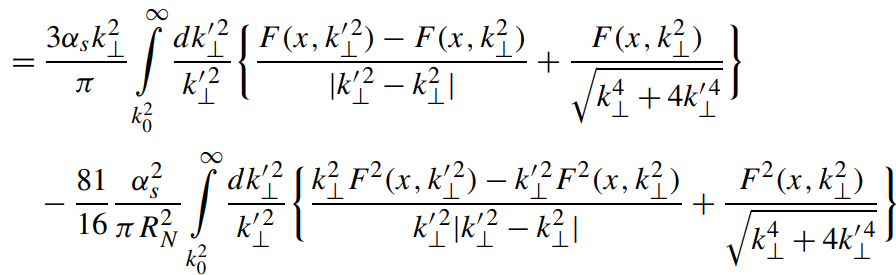 $= \frac{3\alpha_s k_\perp^2}{\pi} \int\limits_{k_0^2}^{\infty} \frac{dk_\perp'^2}{k_\perp'^2} \left\{ \frac{F(x, k_\perp'^2) - F(x, k_\perp^2)}{|k_\perp'^2 - k_\perp^2|} + \frac{F(x, k_\perp^2)}{\sqrt{k_\perp^4 + 4k_\perp'^4}} \right\}$
$- \frac{81}{16} \frac{\alpha_s^2}{\pi R_N^2} \int\limits_{k_0^2}^{\infty} \frac{dk_\perp'^2}{k_\perp'^2} \left\{ \frac{k_\perp^2 F^2(x, k_\perp'^2) - k_\perp'^2 F^2(x, k_\perp^2)}{k_\perp'^2 |k_\perp'^2 - k_\perp^2|} + \frac{F^2(x, k_\perp^2)}{\sqrt{k_\perp^4 + 4k_\perp'^4}} \right\}$